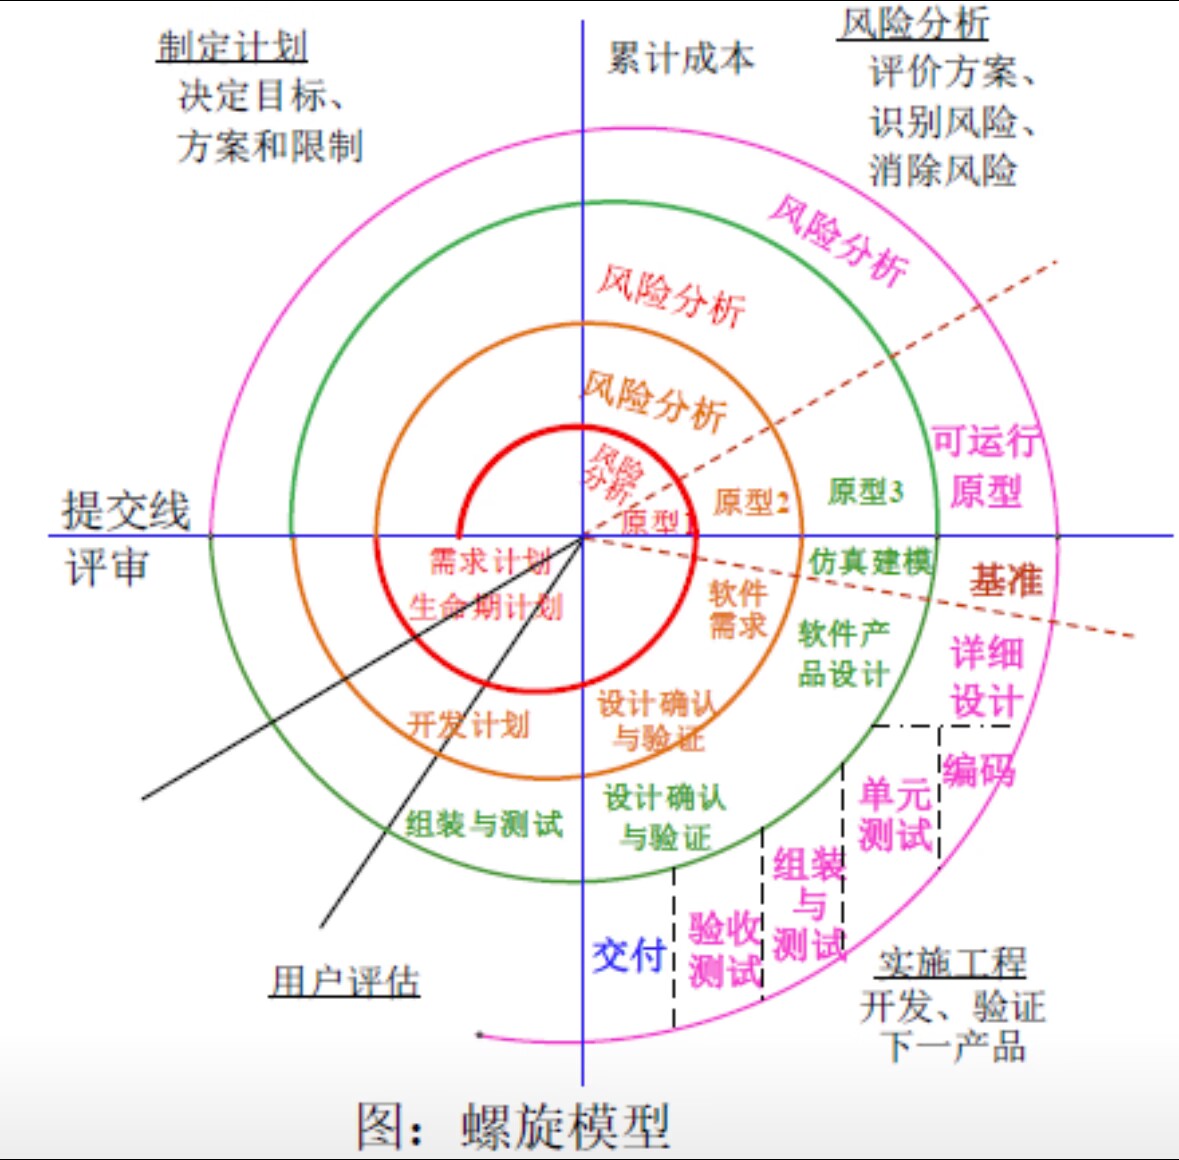 制定计划
决定目标、
方案和限制
累计成本
风险分析
评价方案、
识别风险、
消除风险
风险分析
风险分析
风险分析
风险
分析
原型1
原型2
原型3
可运行
原型
提交线
评审
需求计划
生命期计划
软件
需求
仿真建模
软件产
品设计
基准
详细
设计
开发计划
设计确认
与验证
组装与测试
设计确认
与验证
编码
单元
测试
组装
与
测试
验收
测试
交付
用户评估
实施工程
开发、验证
下一产品
图：螺旋模型